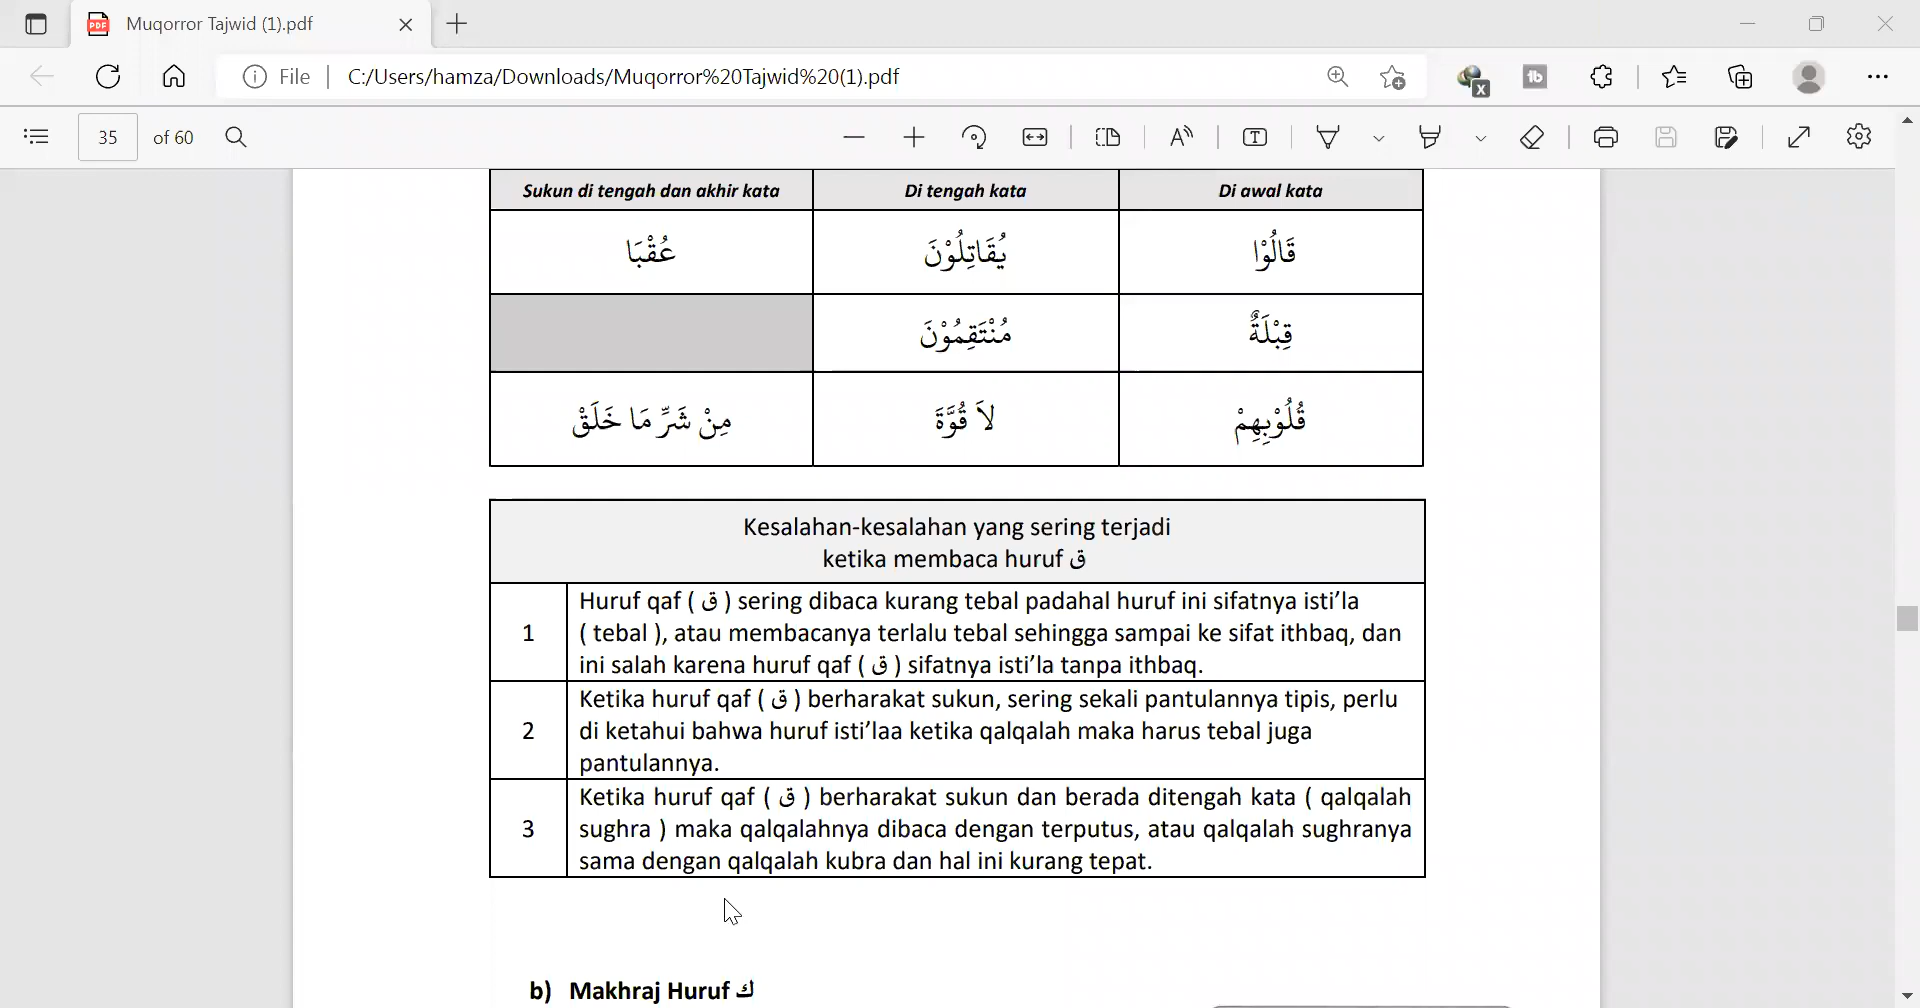 Muqorror Tajwid (1).pdf
File
C:/Users/hamza/Downloads/Muqorror%20Tajwid%20(1).pdf
35 of 60
Sukun di tengah dan akhir kata Di tengah kata Di awal kata
عُقْبَا يُقَاتِلُوْنَ قَالُوْا
مُنْتَقِمُوْنَ قِبْلَةٌ
مِنْ شَرِّ مَا خَلَقْ لاَ قُوَّةَ قُلُوْبِهِمْ
Kesalahan-kesalahan yang sering terjadi
ketika membaca huruf ق
1
Huruf qaf ( ق ) sering dibaca kurang tebal padahal huruf ini sifatnya isti’la
( tebal ), atau membacanya terlalu tebal sehingga sampai ke sifat ithbaq, dan
ini salah karena huruf qaf ( ق ) sifatnya isti’la tanpa ithbaq.
2
Ketika huruf qaf ( ق ) berharakat sukun, sering sekali pantulannya tipis, perlu
di ketahui bahwa huruf isti’laa ketika qalqalah maka harus tebal juga
pantulannya.
3
Ketika huruf qaf ( ق ) berharakat sukun dan berada ditengah kata ( qalqalah
sughra ) maka qalqalahnya dibaca dengan terputus, atau qalqalah sughranya
sama dengan qalqalah kubra dan hal ini kurang tepat.
b) Makhraj Huruf ك